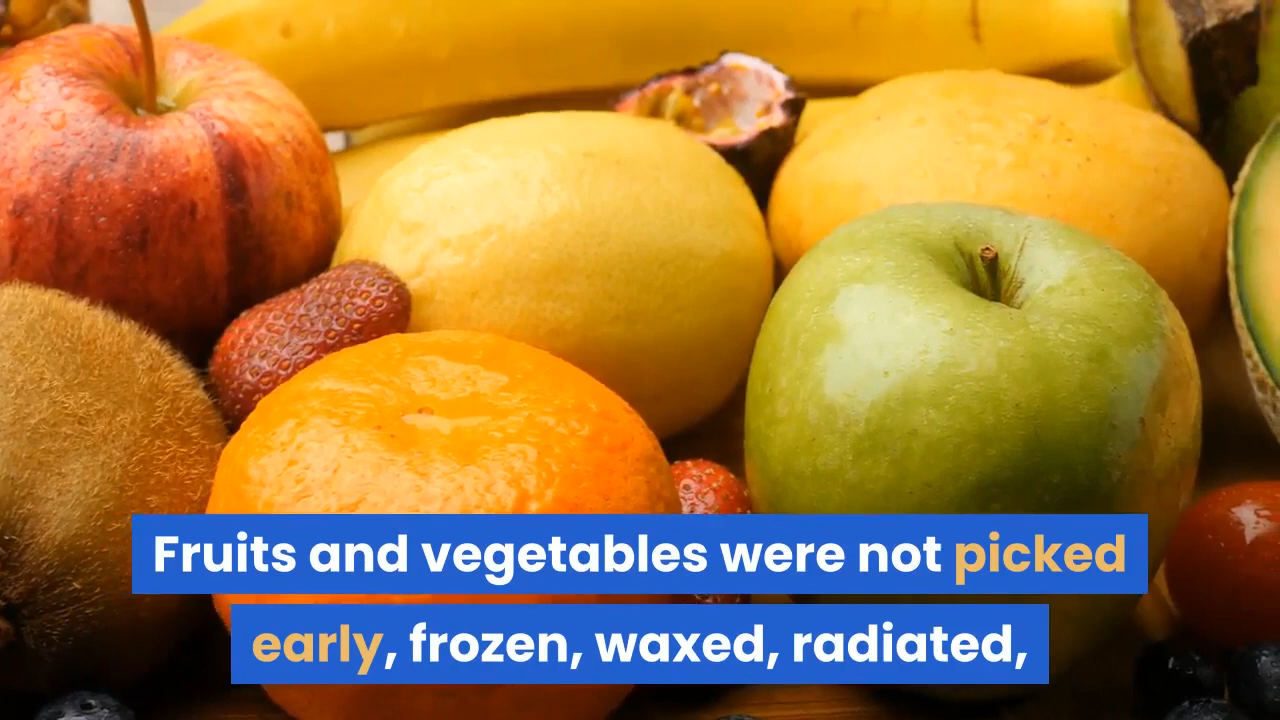 Fruits and vegetables were not picked
early, frozen, waxed, radiated,